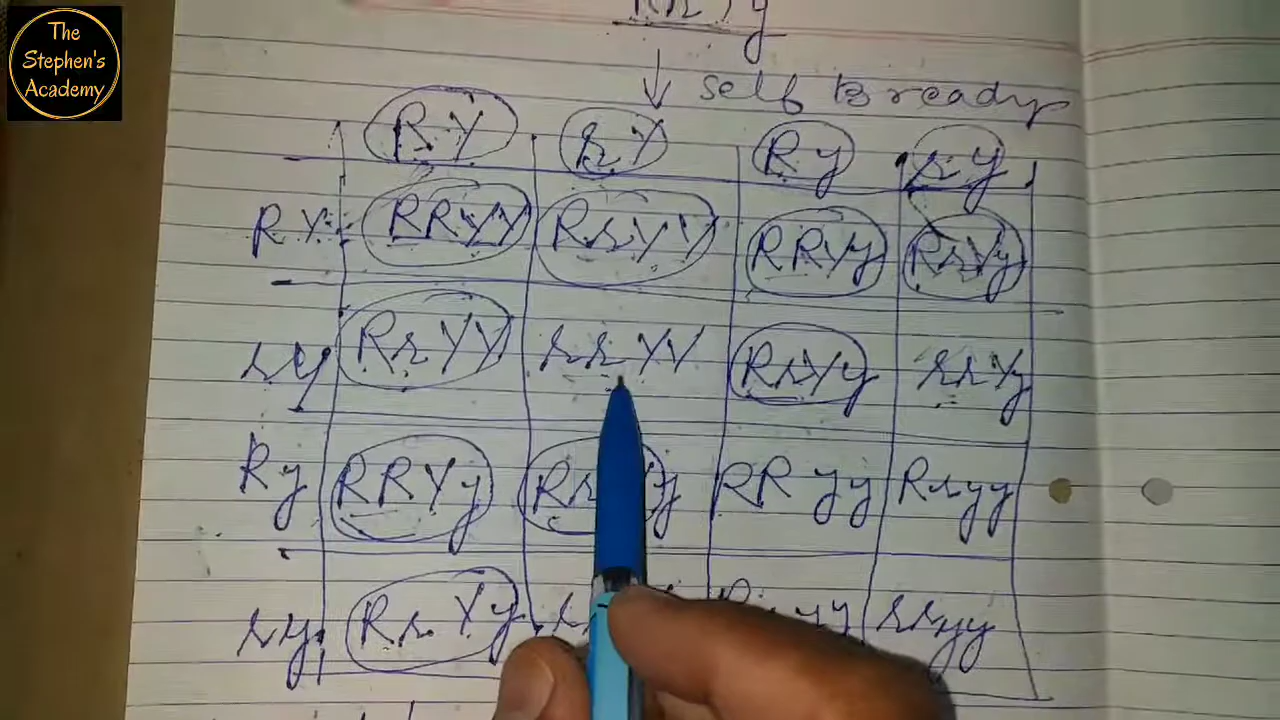 The
Stephen's
Academy
y
↓ self Bready
RY rY Ry ry
RY RRYY RrYY RRYy RrYy
ry RrYY rrYY RrYy rrYy
Ry RRYy RRyy Rryy
ry RrYy rryy